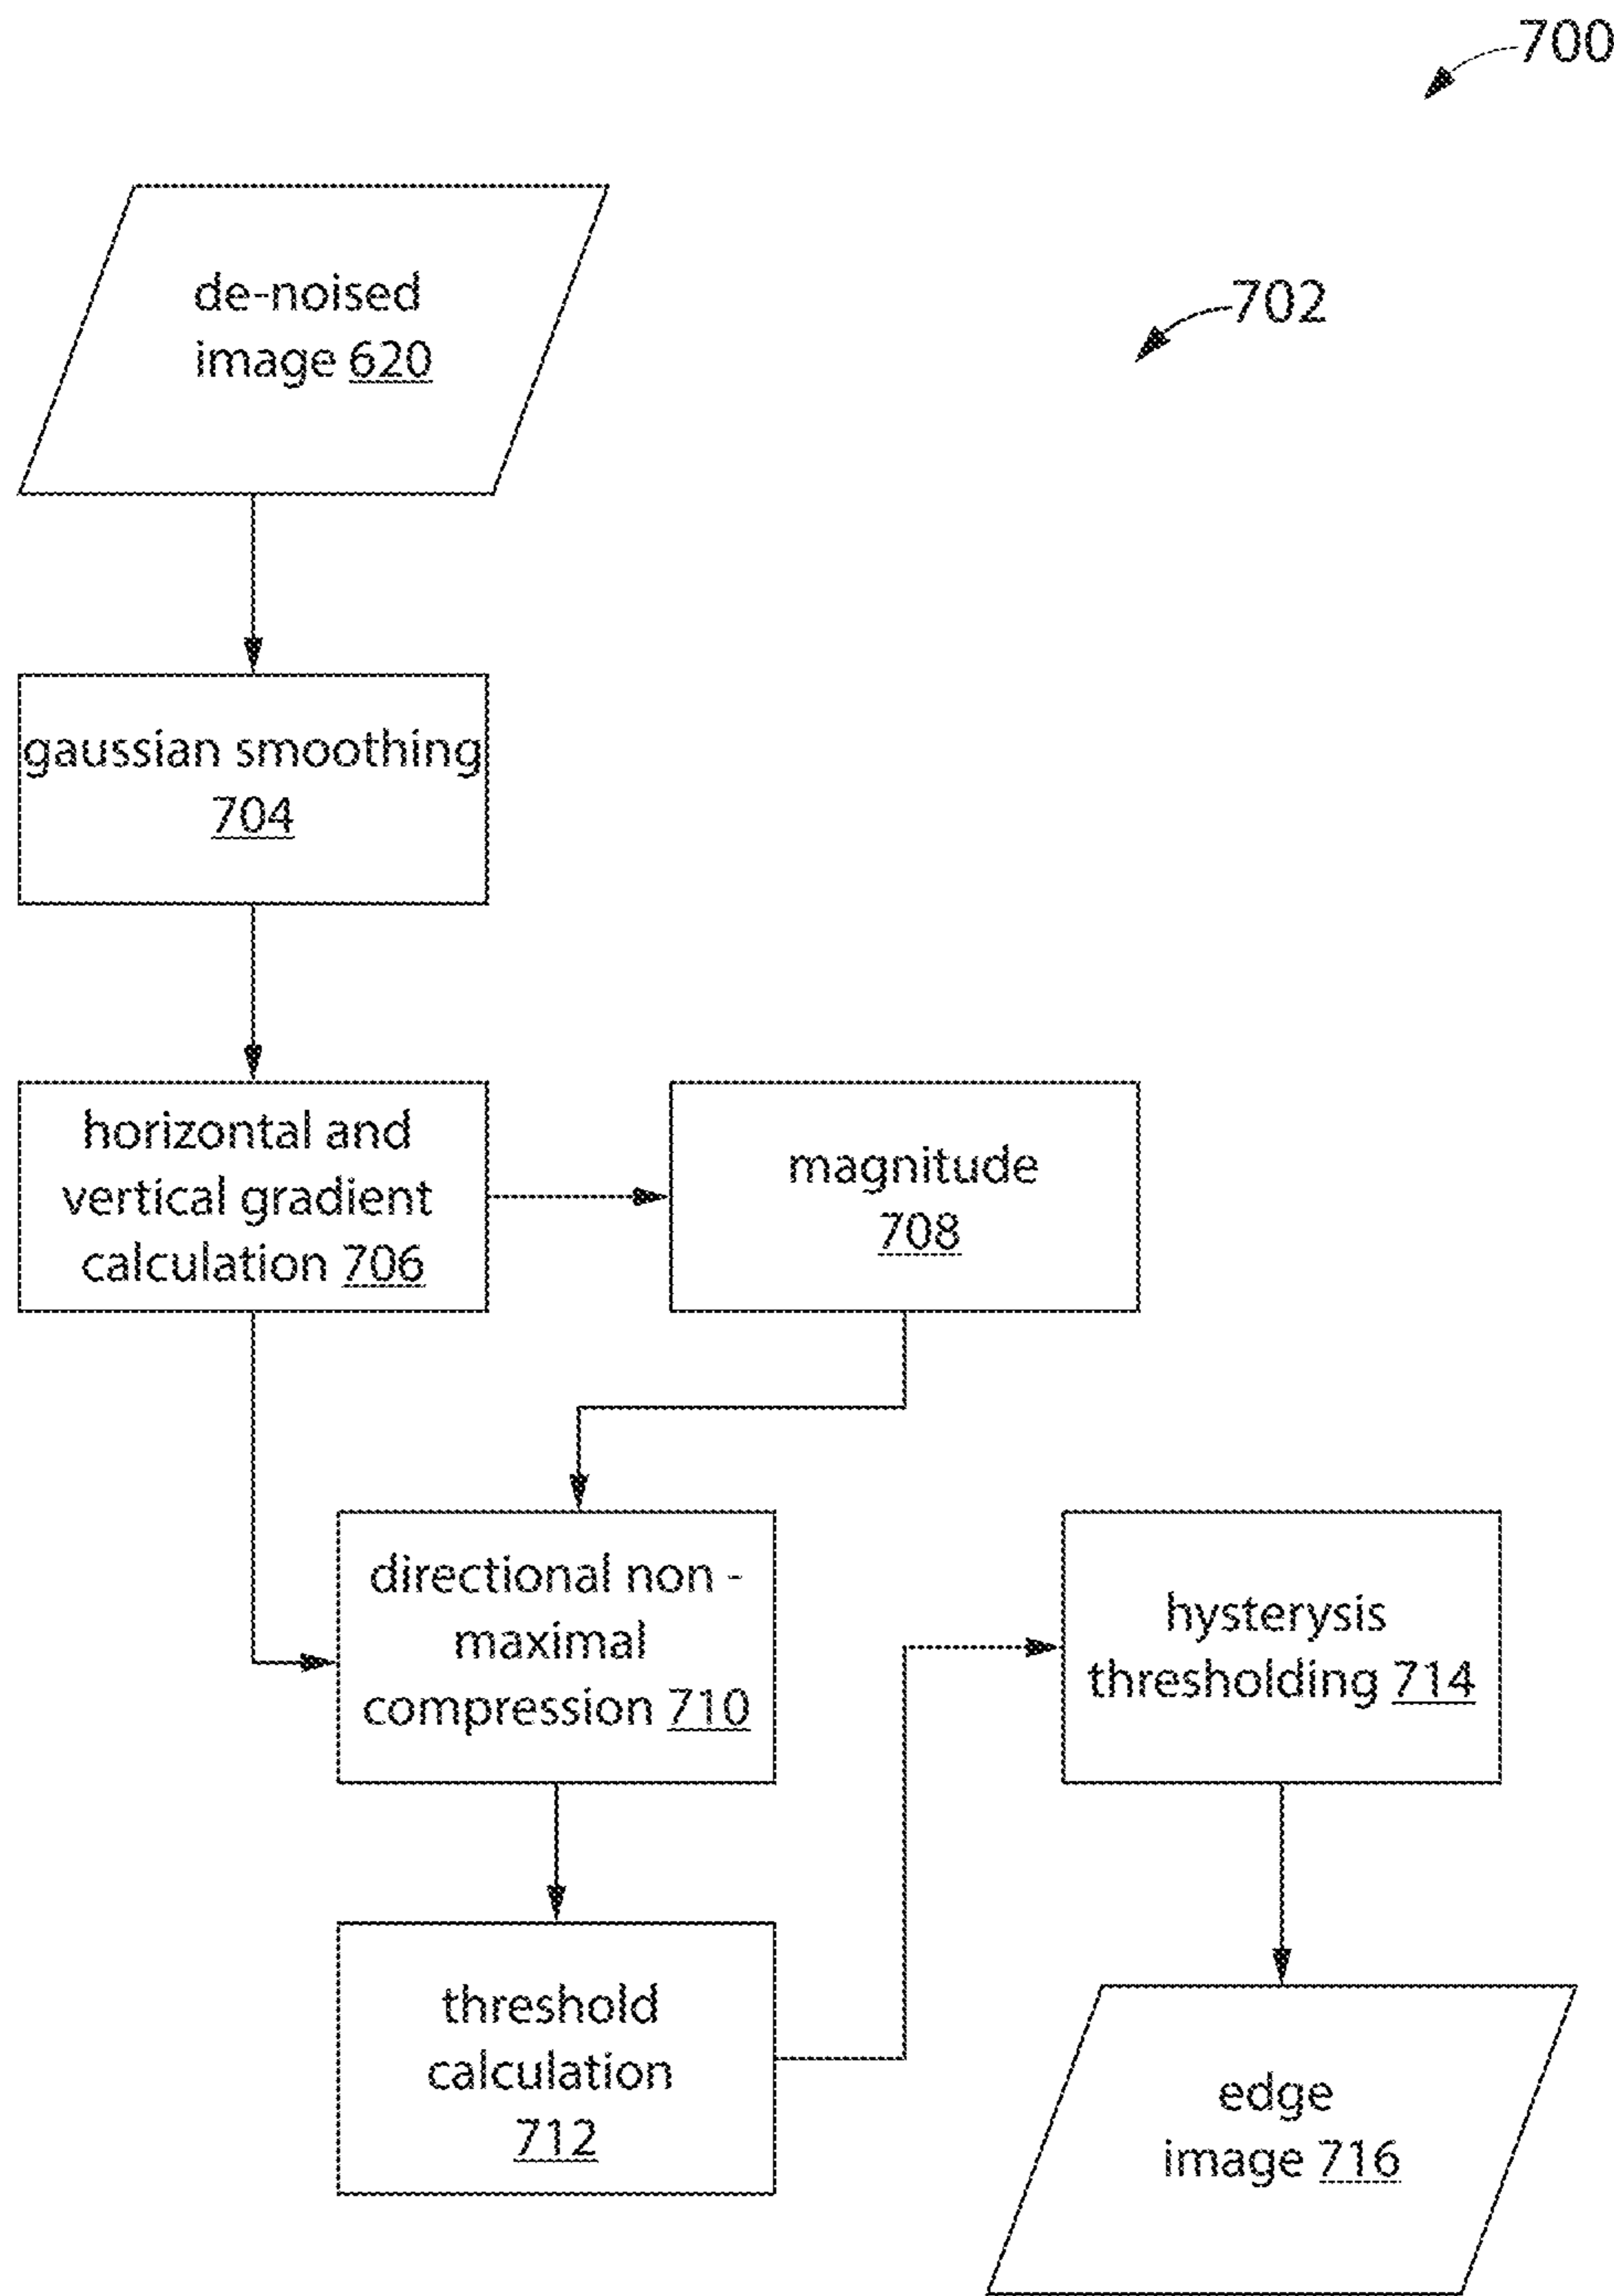 700
702
de-noised
image 620
gaussian smoothing
704
horizontal and
vertical gradient
calculation 706
magnitude
708
directional non -
maximal
compression 710
hysterysis
thresholding 714
threshold
calculation
712
edge
image 716